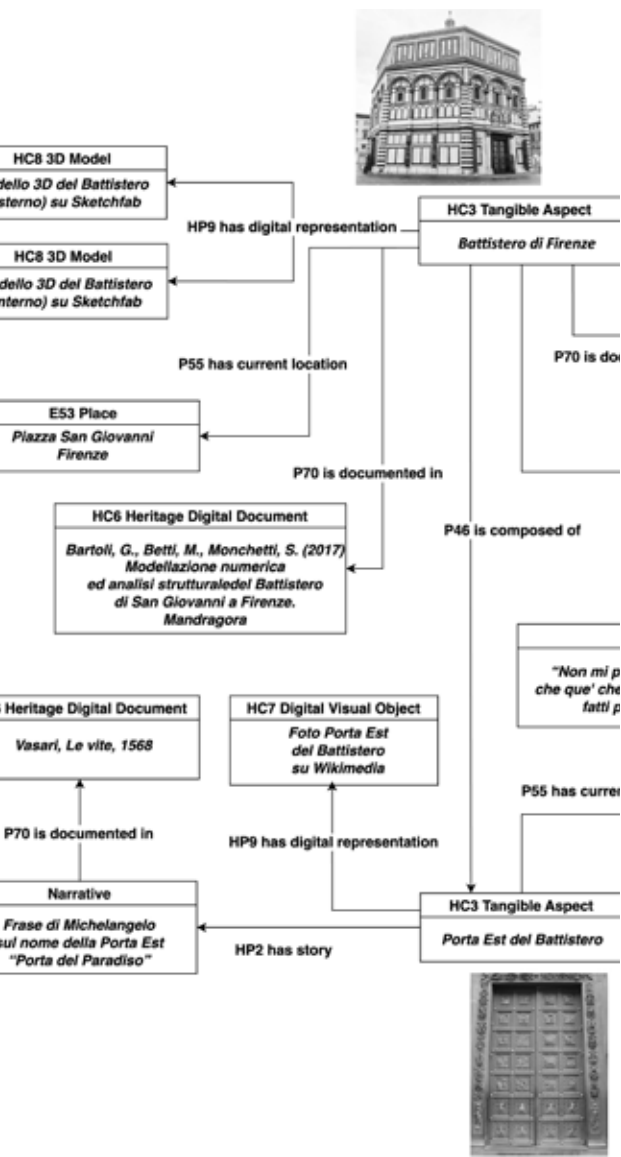 HC8 3D Model
dello 3D del Battistero
sterno) su Sketchfab
HP9 has digital representation
HC3 Tangible Aspect
Battistero di Firenze
HC8 3D Model
dello 3D del Battistero
nterno) su Sketchfab
P55 has current location
P70 is doc
E53 Place
Piazza San Giovanni
Firenze
P70 is documented in
HC6 Heritage Digital Document
Bartoli, G., Betti, M., Monchetti, S. (2017)
Modellazione numerica
ed analisi strutturaledel Battistero
di San Giovanni a Firenze.
Mandragora
P46 is composed of
"Non mi p
che que' che
fatti p
Heritage Digital Document
Vasari, Le vite, 1568
HC7 Digital Visual Object
Foto Porta Est
del Battistero
su Wikimedia
P55 has curren
P70 is documented in
HP9 has digital representation
Narrative
Frase di Michelangelo
sul nome della Porta Est
"Porta del Paradiso"
HP2 has story
HC3 Tangible Aspect
Porta Est del Battistero